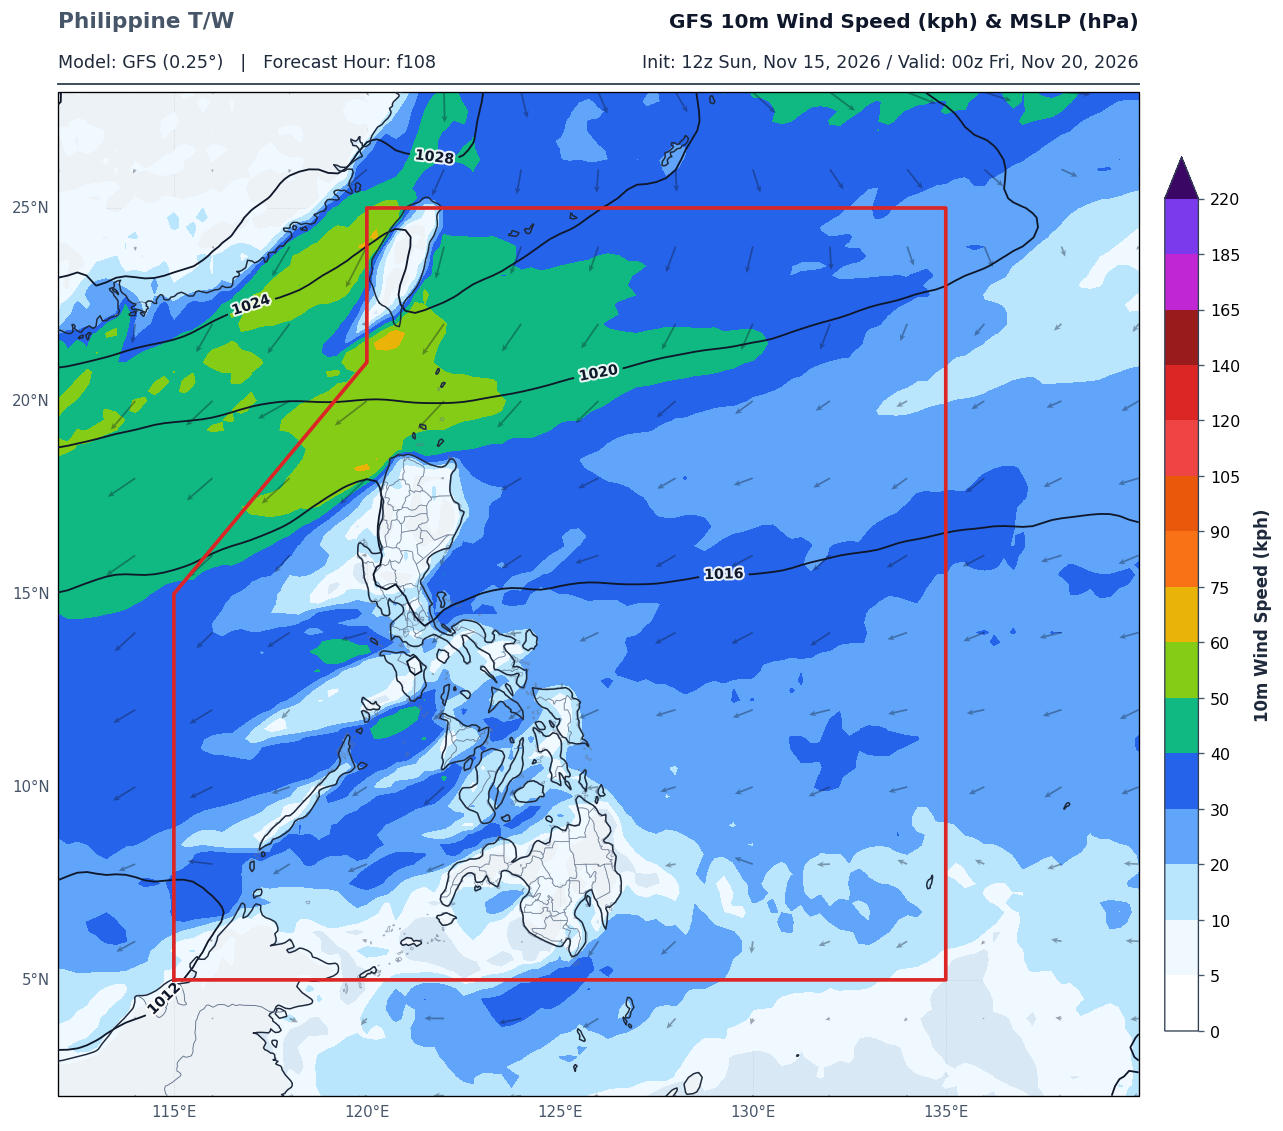 Philippine T/W
GFS 10m Wind Speed (kph) & MSLP (hPa)
Model: GFS (0.25°) | Forecast Hour: f108
Init: 12z Sun, Nov 15, 2026 / Valid: 00z Fri, Nov 20, 2026
1028
1024
1020
1016
1012
25°N
20°N
15°N
10°N
5°N
115°E
120°E
125°E
130°E
135°E
220
185
165
140
120
105
90
75
60
50
40
30
20
10
5
0
10m Wind Speed (kph)